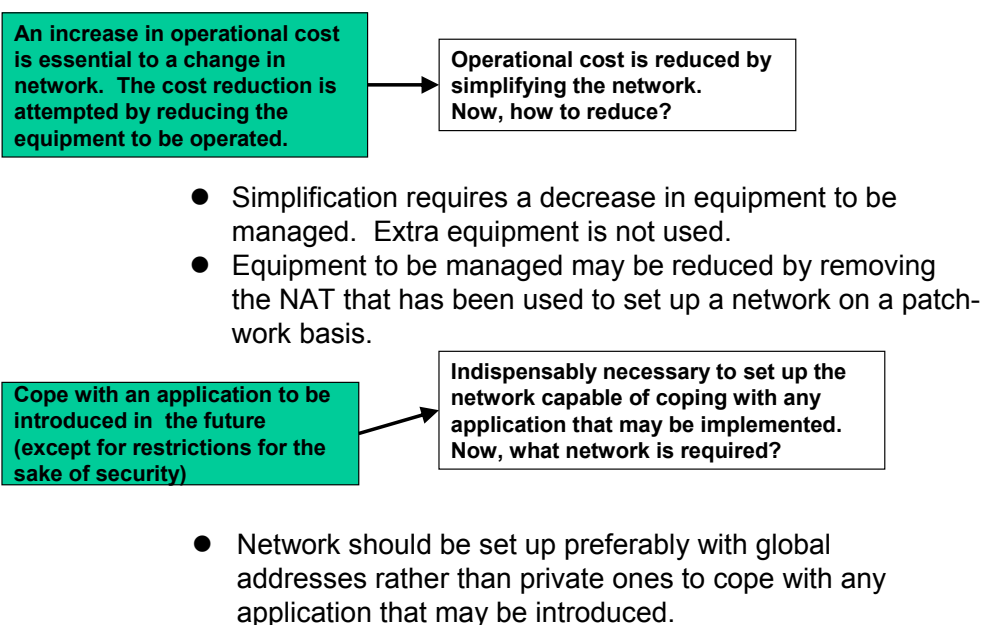 An increase in operational cost
is essential to a change in
network.  The cost reduction is
attempted by reducing the
equipment to be operated.
Operational cost is reduced by
simplifying the network.
Now, how to reduce?
● Simplification requires a decrease in equipment to be
managed.  Extra equipment is not used.
● Equipment to be managed may be reduced by removing
the NAT that has been used to set up a network on a patch-
work basis.
Cope with an application to be
introduced in  the future
(except for restrictions for the
sake of security)
Indispensably necessary to set up the
network capable of coping with any
application that may be implemented.
Now, what network is required?
● Network should be set up preferably with global
addresses rather than private ones to cope with any
application that may be introduced.